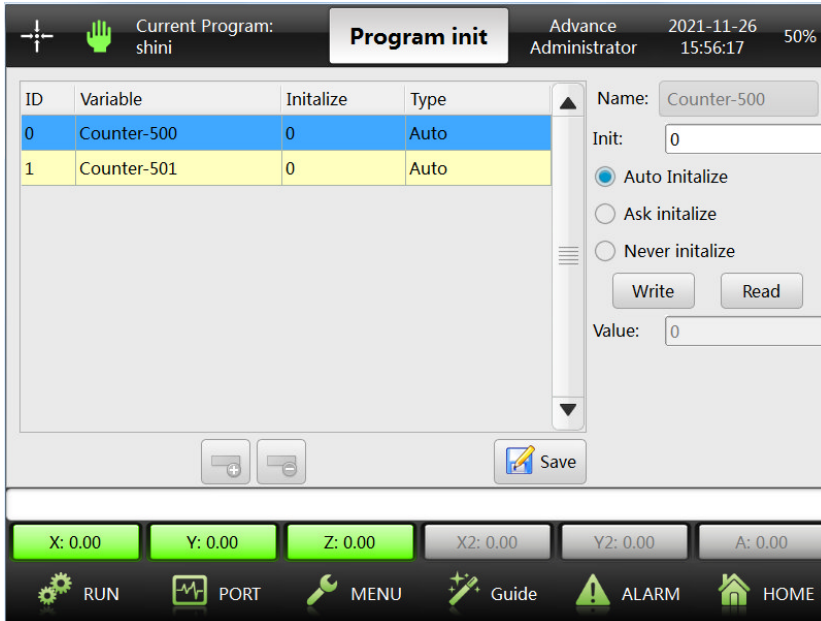 Current Program:
shini
Program init
Advance
Administrator
2021-11-26
15:56:17
50%
ID Variable Initalize Type
0 Counter-500 0 Auto
1 Counter-501 0 Auto
Name: Counter-500
Init: 0
Auto Initalize
Ask initalize
Never initalize
Write Read
Value: 0
Save
X: 0.00 Y: 0.00 Z: 0.00 X2: 0.00 Y2: 0.00 A: 0.00
RUN PORT MENU Guide ALARM HOME